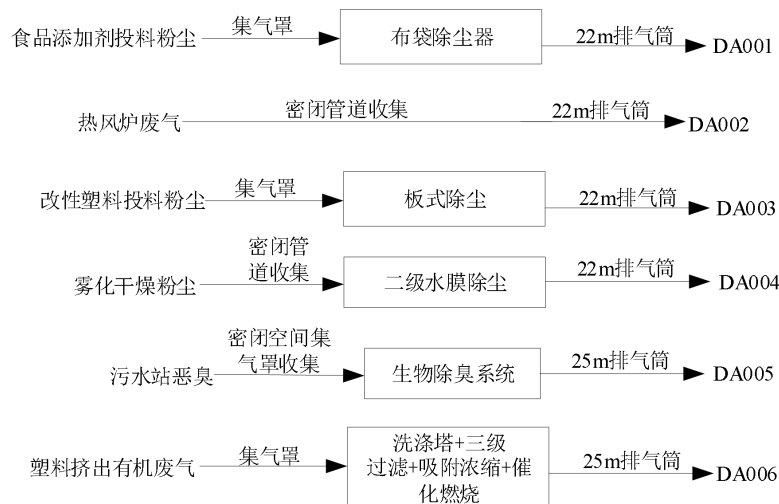 食品添加剂投料粉尘 集气罩 布袋除尘器 22m排气筒 DA001
热风炉废气 密闭管道收集 22m排气筒 DA002
改性塑料投料粉尘 集气罩 板式除尘 22m排气筒 DA003
雾化干燥粉尘
密闭管
道收集
二级水膜除尘 22m排气筒 DA004
污水站恶臭
密闭空间集
气罩收集
生物除臭系统 25m排气筒 DA005
塑料挤出有机废气 集气罩
洗涤塔+三级
过滤+吸附浓缩+催
化燃烧
25m排气筒 DA006